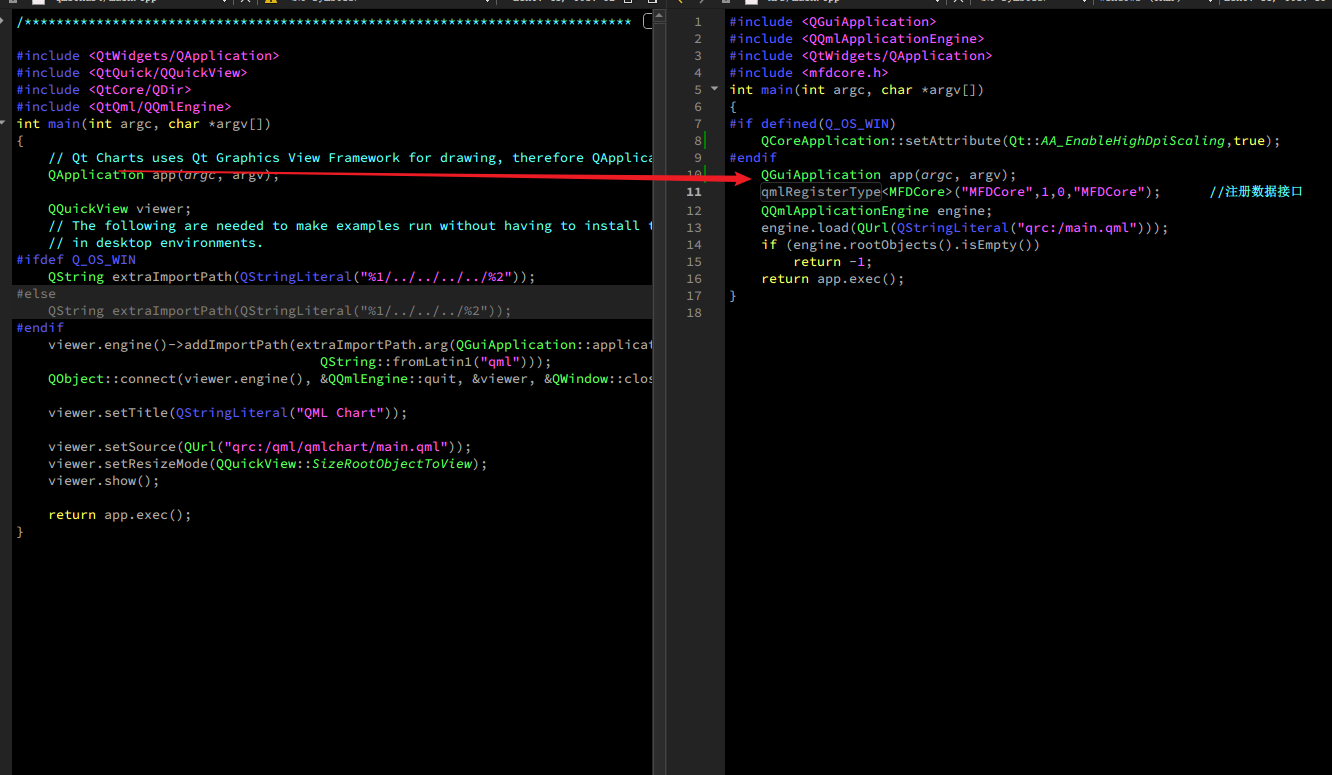 /****************************************************************************
#include <QtWidgets/QApplication>
#include <QtQuick/QQuickView>
#include <QtCore/QDir>
#include <QtQml/QQmlEngine>
int main(int argc, char *argv[])
{
    // Qt Charts uses Qt Graphics View Framework for drawing, therefore QApplica
    QApplication app(argc, argv);
    QQuickView viewer;
    // The following are needed to make examples run without having to install t
    // in desktop environments.
#ifdef Q_OS_WIN
    QString extraImportPath(QStringLiteral("%1/../../../../%2"));
#else
    QString extraImportPath(QStringLiteral("%1/../../../%2"));
#endif
    viewer.engine()->addImportPath(extraImportPath.arg(QGuiApplication::applicat
                                      QString::fromLatin1("qml")));
    QObject::connect(viewer.engine(), &QQmlEngine::quit, &viewer, &QWindow::clos
    viewer.setTitle(QStringLiteral("QML Chart"));
    viewer.setSource(QUrl("qrc:/qml/qmlchart/main.qml"));
    viewer.setResizeMode(QQuickView::SizeRootObjectToView);
    viewer.show();
    return app.exec();
}
1 #include <QGuiApplication>
2 #include <QQmlApplicationEngine>
3 #include <QtWidgets/QApplication>
4 #include <mfdcore.h>
5 int main(int argc, char *argv[])
6 {
7 #if defined(Q_OS_WIN)
8     QCoreApplication::setAttribute(Qt::AA_EnableHighDpiScaling,true);
9 #endif
10     QGuiApplication app(argc, argv);
11     qmlRegisterType<MFDCore>("MFDCore",1,0,"MFDCore");      //注册数据接口
12     QQmlApplicationEngine engine;
13     engine.load(QUrl(QStringLiteral("qrc:/main.qml")));
14     if (engine.rootObjects().isEmpty())
15         return -1;
16     return app.exec();
17 }
18